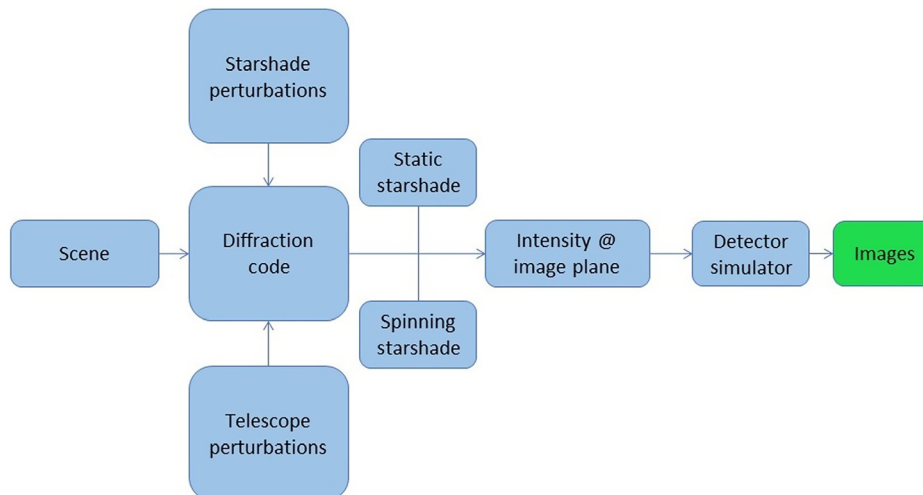 Starshade
perturbations
Static
starshade
Scene
Diffraction
code
Intensity @
image plane
Detector
simulator
Images
Spinning
starshade
Telescope
perturbations